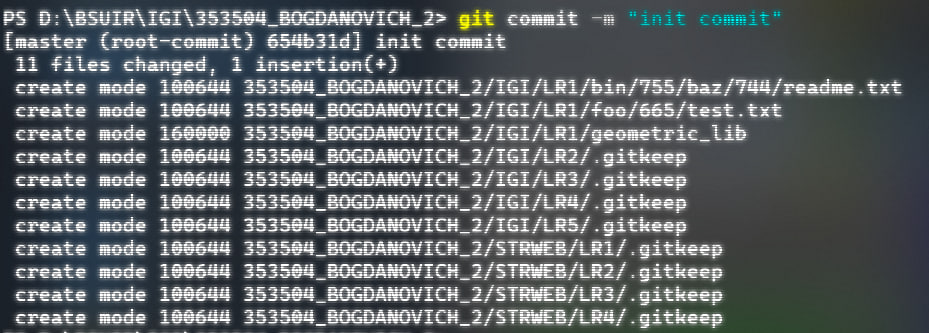 PS D:\BSUIR\IGI\353504_BOGDANOVICH_2> git commit -m "init commit"
[master (root-commit) 654b31d] init commit
 11 files changed, 1 insertion(+)
 create mode 100644 353504_BOGDANOVICH_2/IGI/LR1/bin/755/baz/744/readme.txt
 create mode 100644 353504_BOGDANOVICH_2/IGI/LR1/foo/665/test.txt
 create mode 160000 353504_BOGDANOVICH_2/IGI/LR1/geometric_lib
 create mode 100644 353504_BOGDANOVICH_2/IGI/LR2/.gitkeep
 create mode 100644 353504_BOGDANOVICH_2/IGI/LR3/.gitkeep
 create mode 100644 353504_BOGDANOVICH_2/IGI/LR4/.gitkeep
 create mode 100644 353504_BOGDANOVICH_2/IGI/LR5/.gitkeep
 create mode 100644 353504_BOGDANOVICH_2/STRWEB/LR1/.gitkeep
 create mode 100644 353504_BOGDANOVICH_2/STRWEB/LR2/.gitkeep
 create mode 100644 353504_BOGDANOVICH_2/STRWEB/LR3/.gitkeep
 create mode 100644 353504_BOGDANOVICH_2/STRWEB/LR4/.gitkeep